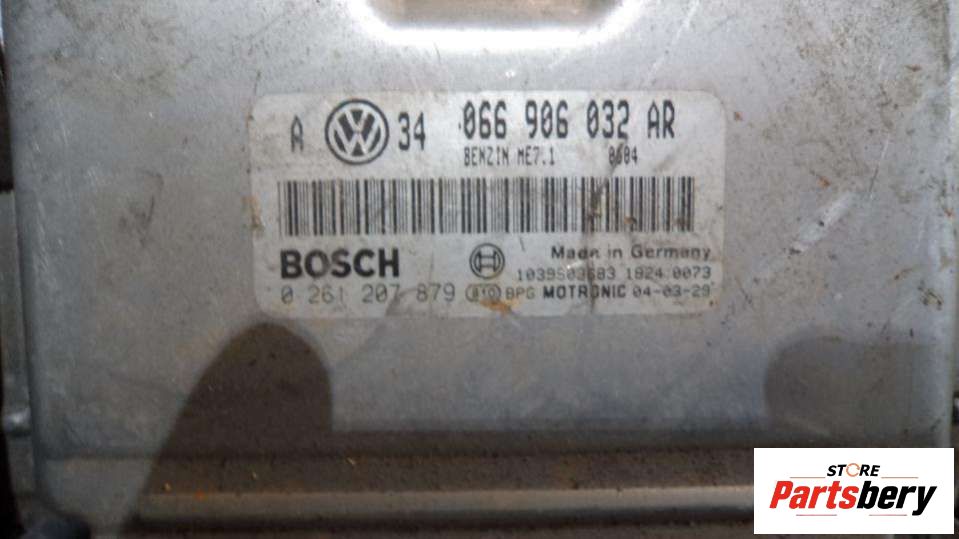 A VW 34 066 906 032 AR
BENZIN ME7.1 0604
BOSCH
Made in Germany
1039S03683 1824.0073
0 261 207 879 BPG MOTRONIC 04-03-29
STORE
Partsbery